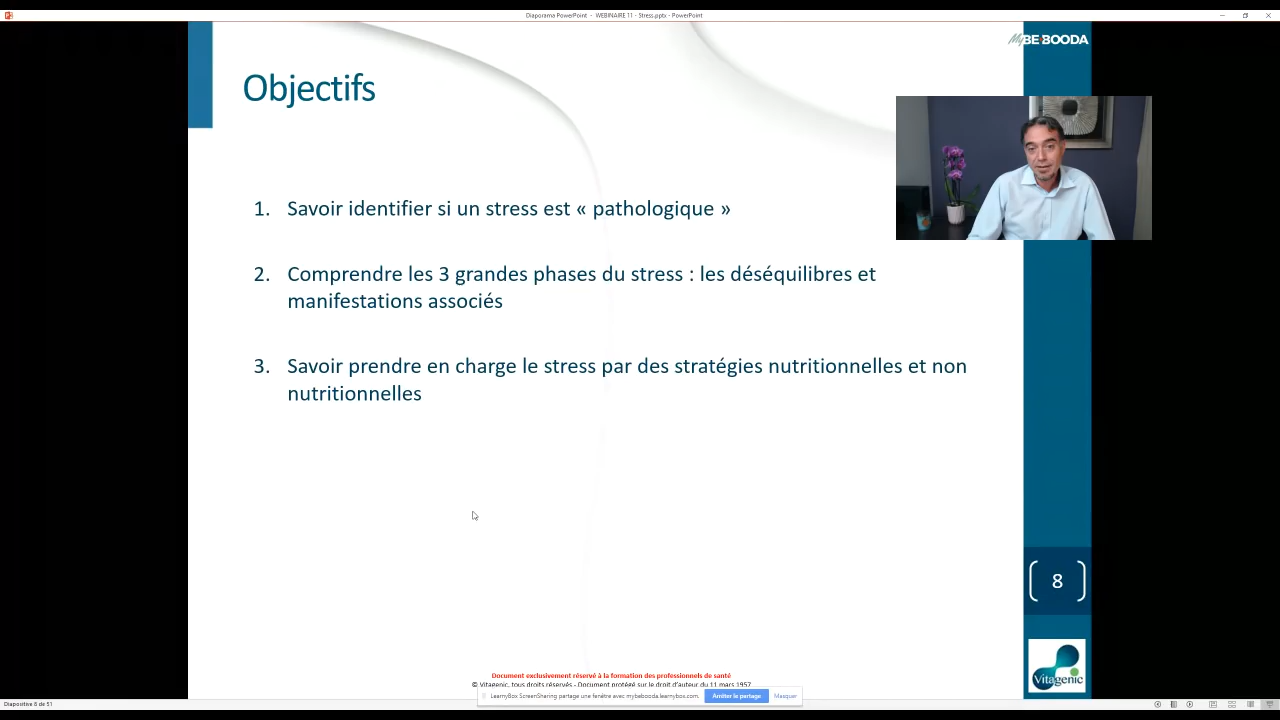 Diaporama PowerPoint - WEBINAIRE 11 - Stress.pptx - PowerPoint
MyBE-BOODA
Objectifs
1. Savoir identifier si un stress est « pathologique »
2. Comprendre les 3 grandes phases du stress : les déséquilibres et
manifestations associés
3. Savoir prendre en charge le stress par des stratégies nutritionnelles et non
nutritionnelles
8
Vitagenic
Document exclusivement réservé à la formation des professionnels de santé
© Vitagenic, tous droits réservés - Document protégé sur le droit d'auteur du 11 mars 1957
LearnyBox ScreenSharing partage une fenêtre avec mybebooda.learnybox.com.
Arrêter le partage
Masquer
Diapositive 8 de 51